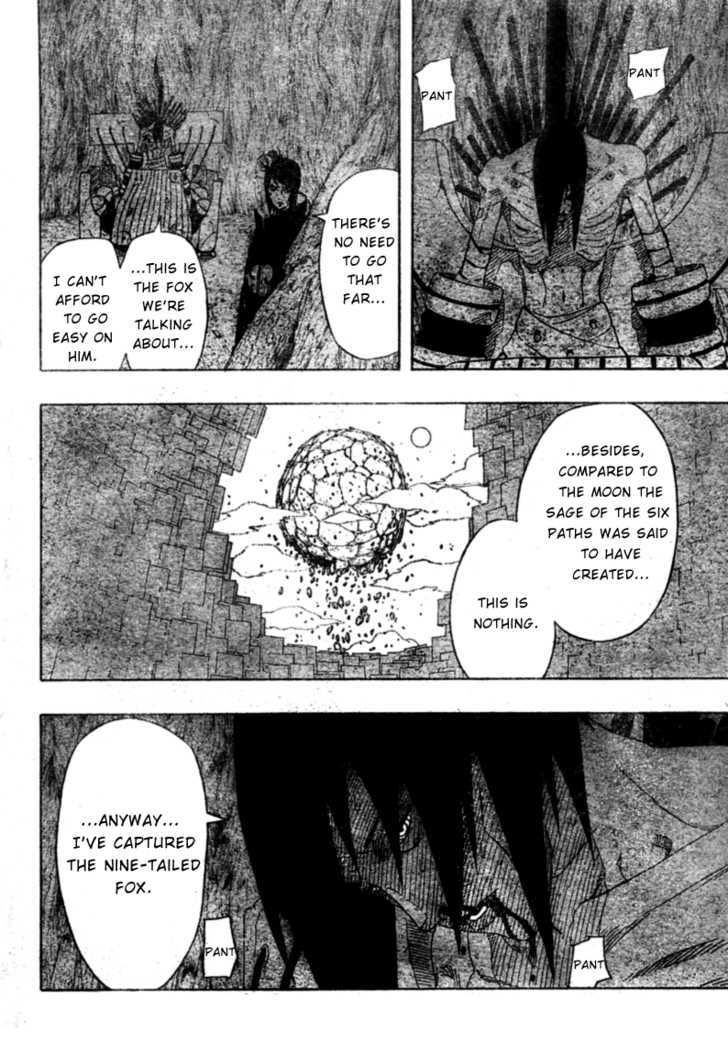 PANT
PANT
THERE'S
NO NEED
TO GO
THAT
FAR...
...THIS IS
THE FOX
WE'RE
TALKING
ABOUT...
I CAN'T
AFFORD
TO GO
EASY ON
HIM.
...BESIDES,
COMPARED TO
THE MOON THE
SAGE OF THE SIX
PATHS WAS SAID
TO HAVE
CREATED...
THIS IS
NOTHING.
...ANYWAY...
I'VE CAPTURED
THE NINE-TAILED
FOX.
PANT
PANT